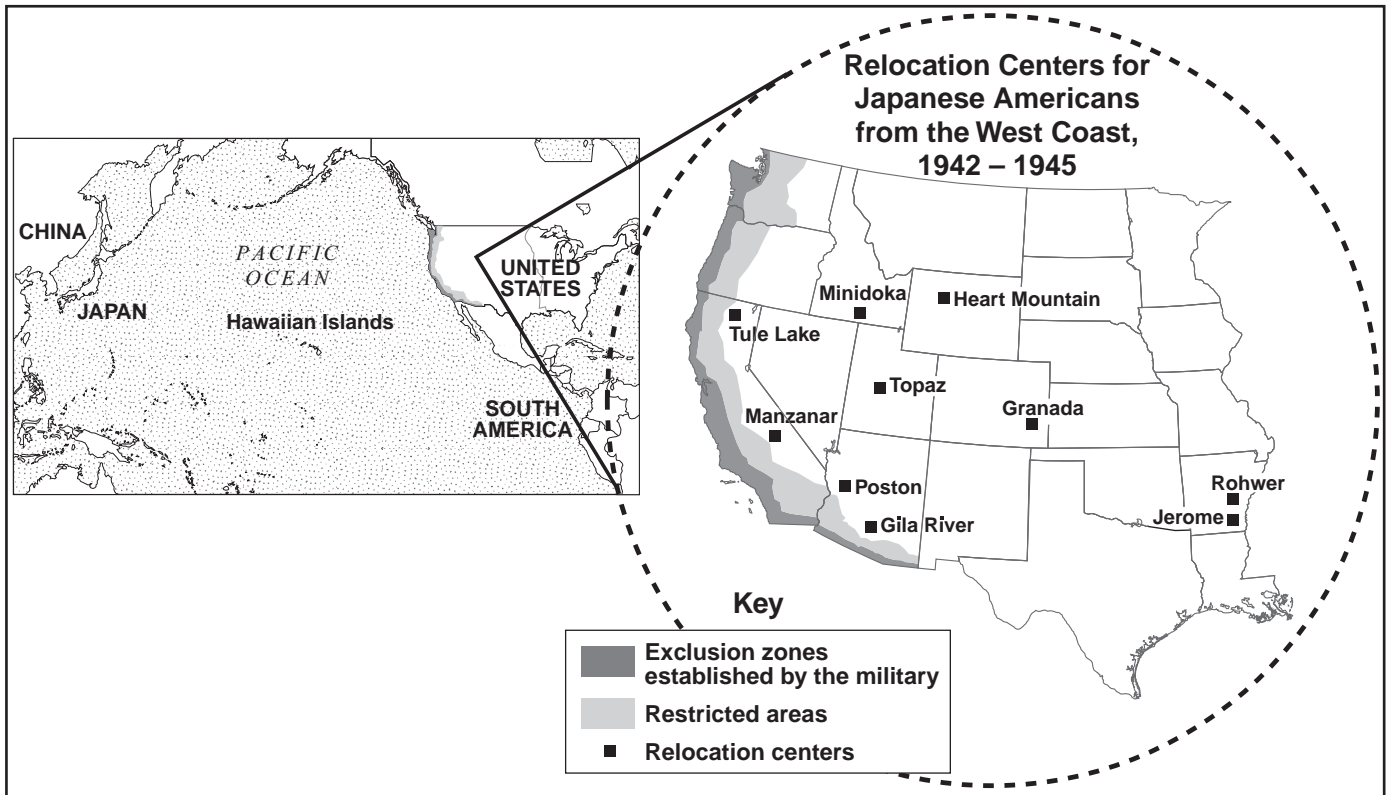 Relocation Centers for
Japanese Americans
from the West Coast,
1942 – 1945
CHINA
JAPAN
PACIFIC
OCEAN
Hawaiian Islands
UNITED
STATES
SOUTH
AMERICA
Minidoka
Heart Mountain
Tule Lake
Topaz
Granada
Manzanar
Poston
Gila River
Rohwer
Jerome
Key
Exclusion zones
established by the military
Restricted areas
Relocation centers